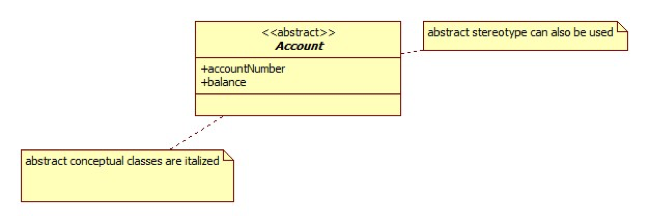 <<abstract>>
Account
+accountNumber
+balance
abstract stereotype can also be used
abstract conceptual classes are italized